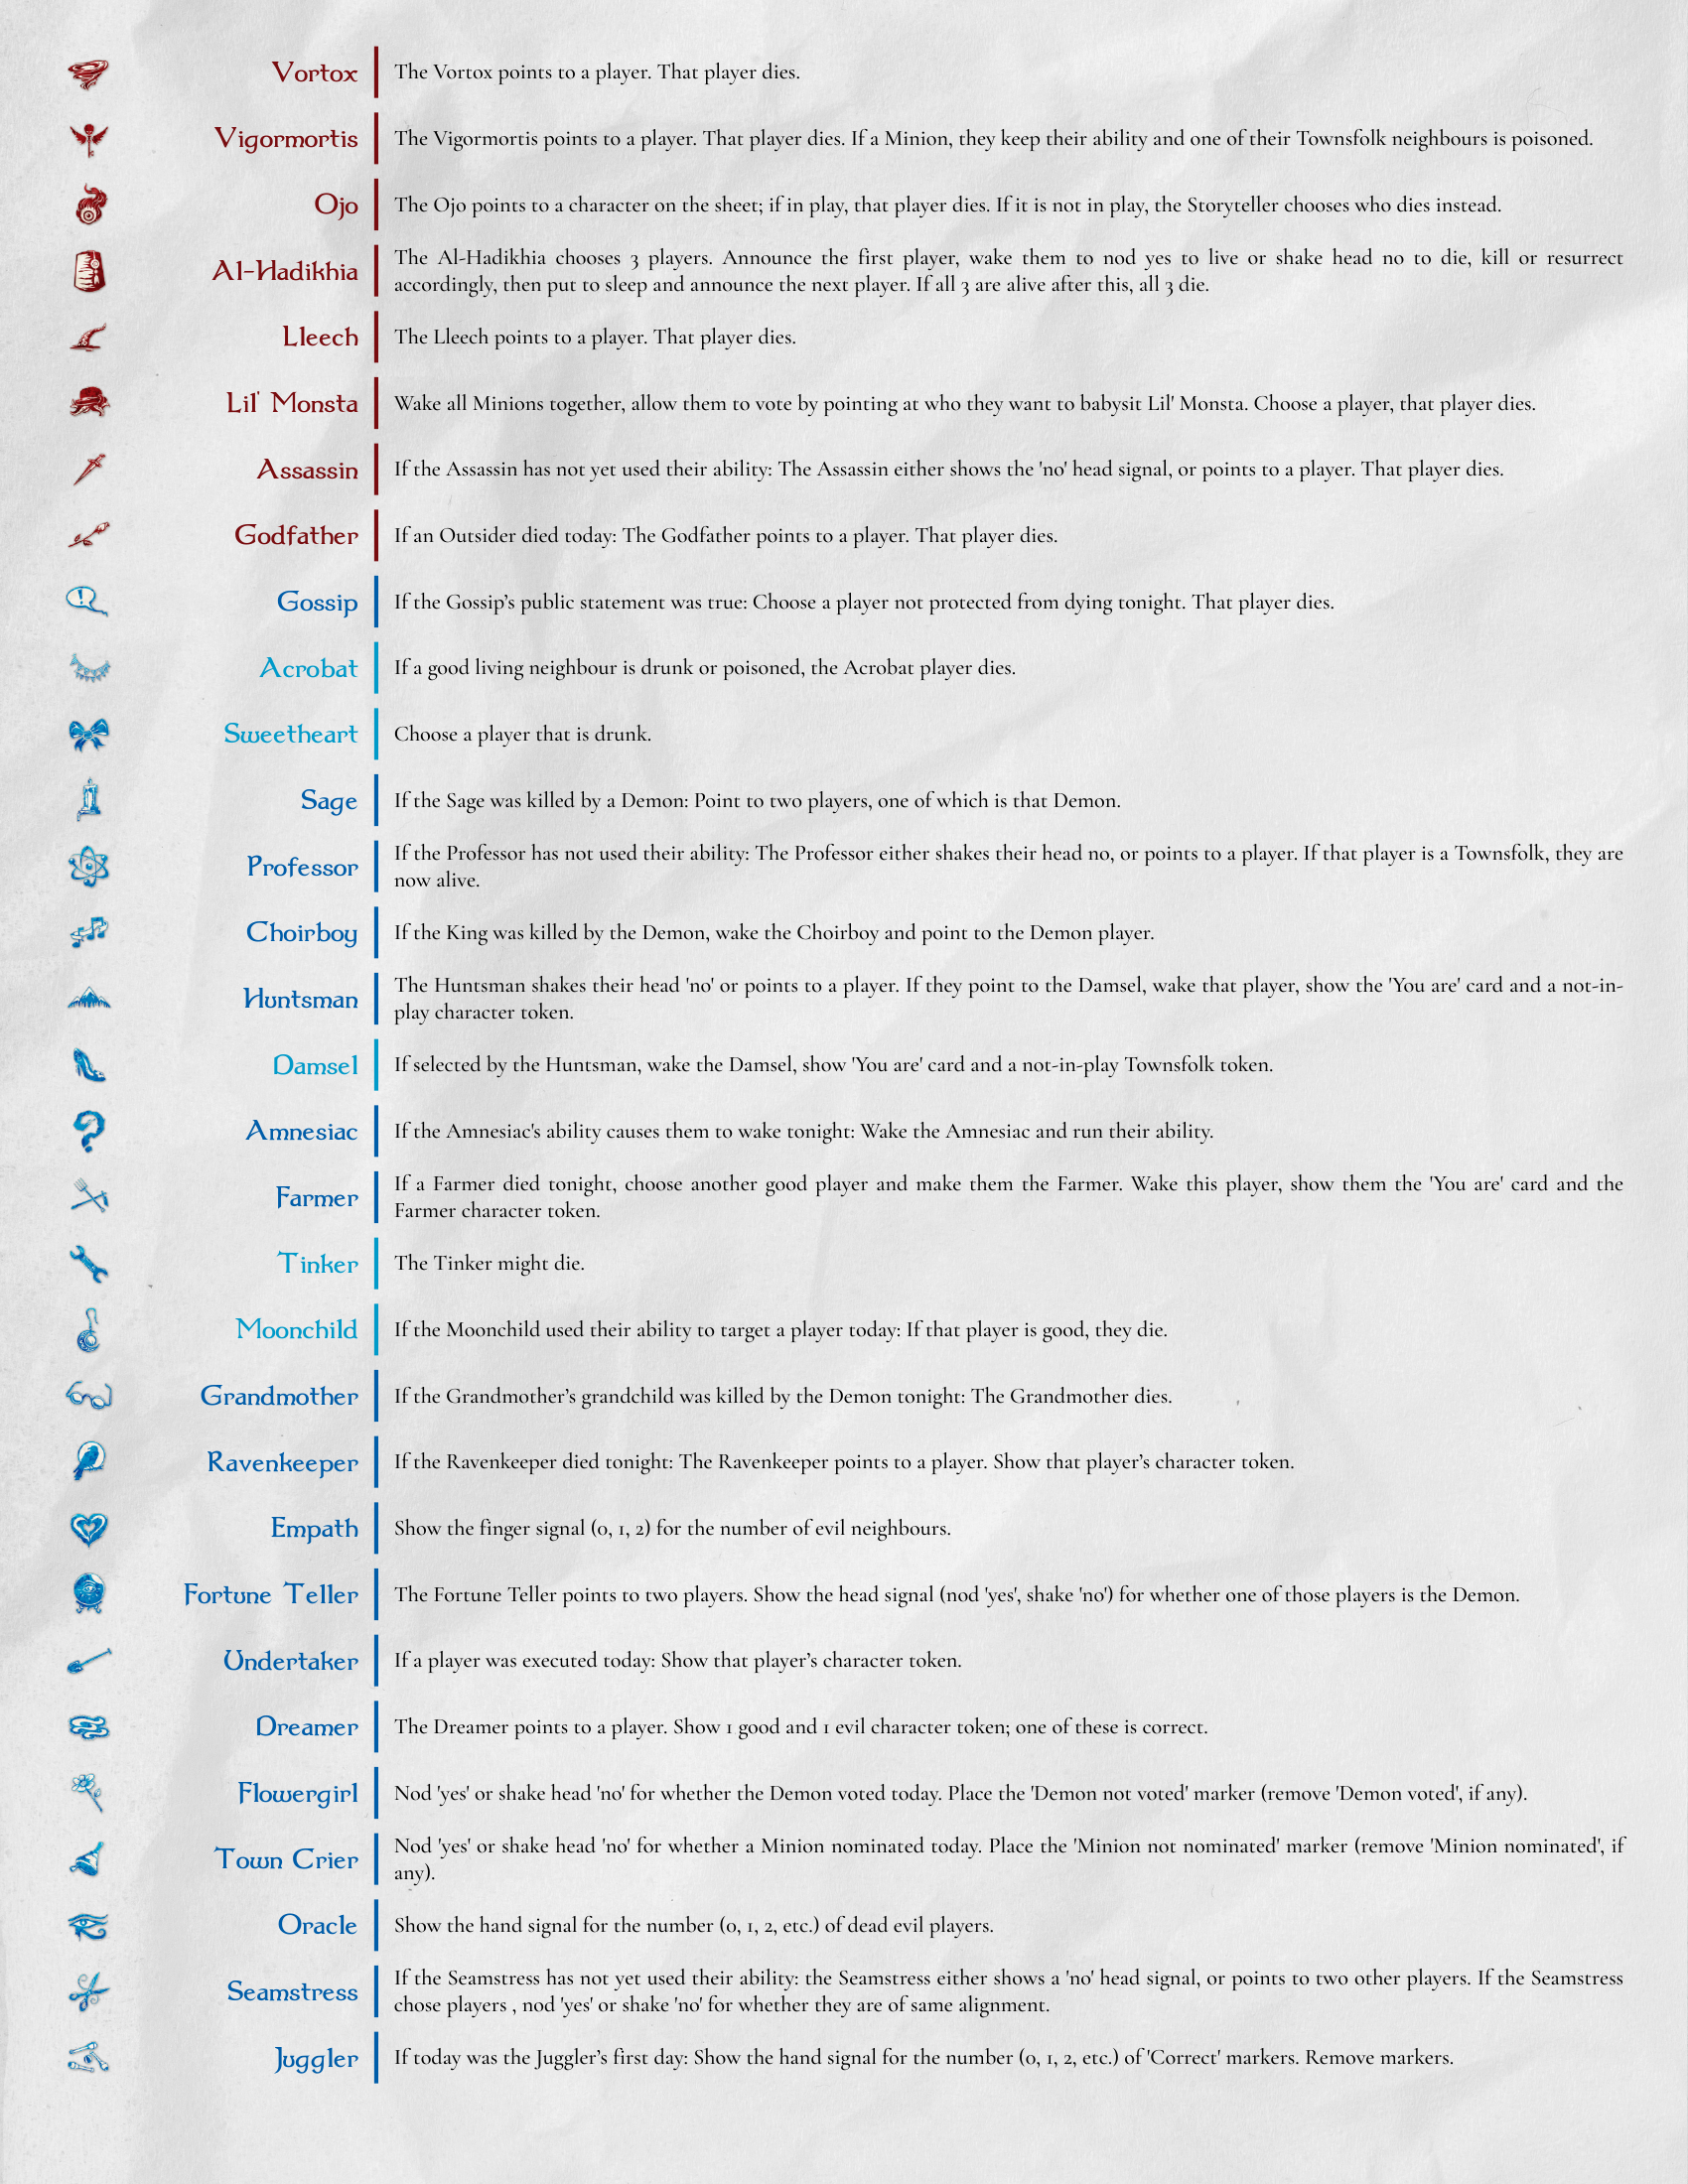 Vortox
The Vortox points to a player. That player dies.
Vigormortis
The Vigormortis points to a player. That player dies. If a Minion, they keep their ability and one of their Townsfolk neighbours is poisoned.
Ojo
The Ojo points to a character on the sheet; if in play, that player dies. If it is not in play, the Storyteller chooses who dies instead.
Al-Hadikhia
The Al-Hadikhia chooses 3 players. Announce the first player, wake them to nod yes to live or shake head no to die, kill or resurrect
accordingly, then put to sleep and announce the next player. If all 3 are alive after this, all 3 die.
Lleech
The Lleech points to a player. That player dies.
Lil' Monsta
Wake all Minions together, allow them to vote by pointing at who they want to babysit Lil' Monsta. Choose a player, that player dies.
Assassin
If the Assassin has not yet used their ability: The Assassin either shows the 'no' head signal, or points to a player. That player dies.
Godfather
If an Outsider died today: The Godfather points to a player. That player dies.
Gossip
If the Gossip’s public statement was true: Choose a player not protected from dying tonight. That player dies.
Acrobat
If a good living neighbour is drunk or poisoned, the Acrobat player dies.
Sweetheart
Choose a player that is drunk.
Sage
If the Sage was killed by a Demon: Point to two players, one of which is that Demon.
Professor
If the Professor has not used their ability: The Professor either shakes their head no, or points to a player. If that player is a Townsfolk, they are
now alive.
Choirboy
If the King was killed by the Demon, wake the Choirboy and point to the Demon player.
Huntsman
The Huntsman shakes their head 'no' or points to a player. If they point to the Damsel, wake that player, show the 'You are' card and a not-in-
play character token.
Damsel
If selected by the Huntsman, wake the Damsel, show 'You are' card and a not-in-play Townsfolk token.
Amnesiac
If the Amnesiac's ability causes them to wake tonight: Wake the Amnesiac and run their ability.
Farmer
If a Farmer died tonight, choose another good player and make them the Farmer. Wake this player, show them the 'You are' card and the
Farmer character token.
Tinker
The Tinker might die.
Moonchild
If the Moonchild used their ability to target a player today: If that player is good, they die.
Grandmother
If the Grandmother’s grandchild was killed by the Demon tonight: The Grandmother dies.
Ravenkeeper
If the Ravenkeeper died tonight: The Ravenkeeper points to a player. Show that player’s character token.
Empath
Show the finger signal (0, 1, 2) for the number of evil neighbours.
Fortune Teller
The Fortune Teller points to two players. Show the head signal (nod 'yes', shake 'no') for whether one of those players is the Demon.
Undertaker
If a player was executed today: Show that player’s character token.
Dreamer
The Dreamer points to a player. Show 1 good and 1 evil character token; one of these is correct.
Flowergirl
Nod 'yes' or shake head 'no' for whether the Demon voted today. Place the 'Demon not voted' marker (remove 'Demon voted', if any).
Town Crier
Nod 'yes' or shake head 'no' for whether a Minion nominated today. Place the 'Minion not nominated' marker (remove 'Minion nominated', if
any).
Oracle
Show the hand signal for the number (0, 1, 2, etc.) of dead evil players.
Seamstress
If the Seamstress has not yet used their ability: the Seamstress either shows a 'no' head signal, or points to two other players. If the Seamstress
chose players , nod 'yes' or shake 'no' for whether they are of same alignment.
Juggler
If today was the Juggler’s first day: Show the hand signal for the number (0, 1, 2, etc.) of 'Correct' markers. Remove markers.